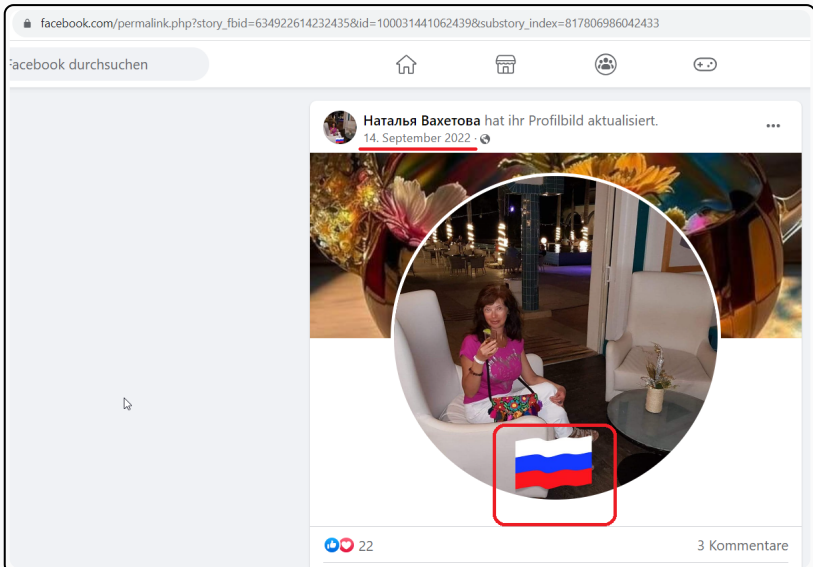 facebook.com/permalink.php?story_fbid=634922614232435&id=100031441062439&substory_index=817806986042433
Facebook durchsuchen
Наталья Вахетова hat ihr Profilbild aktualisiert.
14. September 2022 ·
22
3 Kommentare